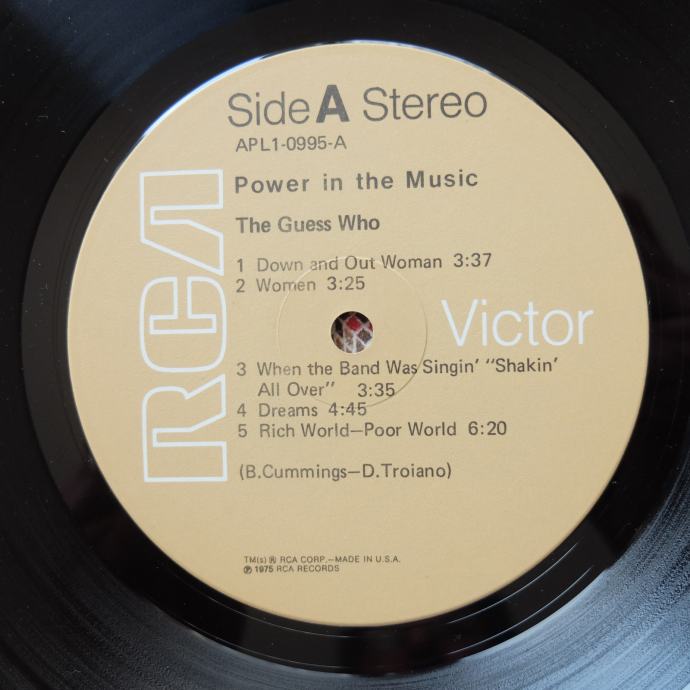 Side A Stereo
APL1-0995-A
Power in the Music
The Guess Who
1 Down and Out Woman 3:37
2 Women 3:25
RCA
Victor
3 When the Band Was Singin' "Shakin'
All Over" 3:35
4 Dreams 4:45
5 Rich World—Poor World 6:20
(B.Cummings—D.Troiano)
TM(s) ® RCA CORP.—MADE IN U.S.A.
℗ 1975 RCA RECORDS